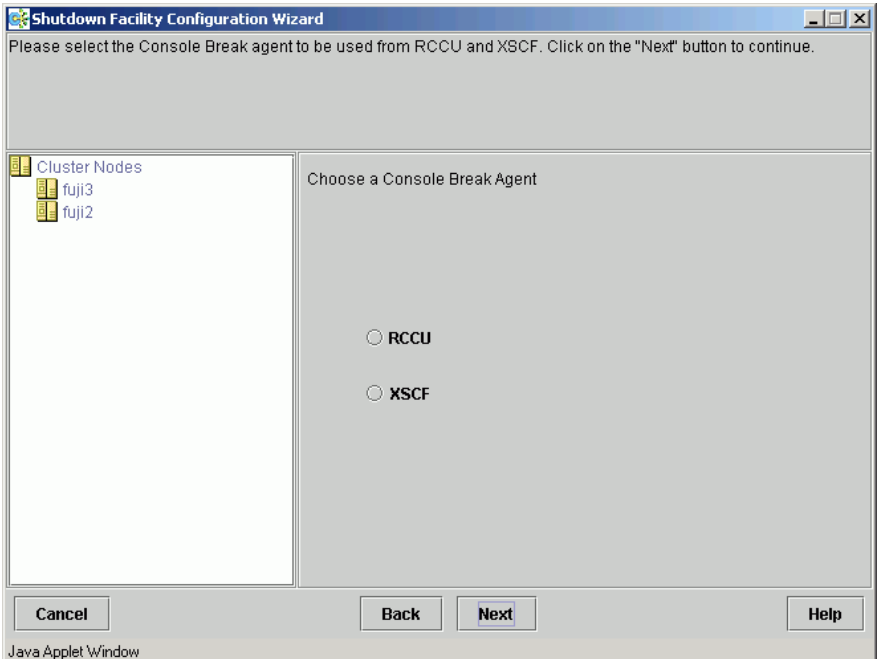 Shutdown Facility Configuration Wizard
Please select the Console Break agent to be used from RCCU and XSCF. Click on the "Next" button to continue.
Cluster Nodes
fuji3
fuji2
Choose a Console Break Agent
RCCU
XSCF
Cancel
Back
Next
Help
Java Applet Window